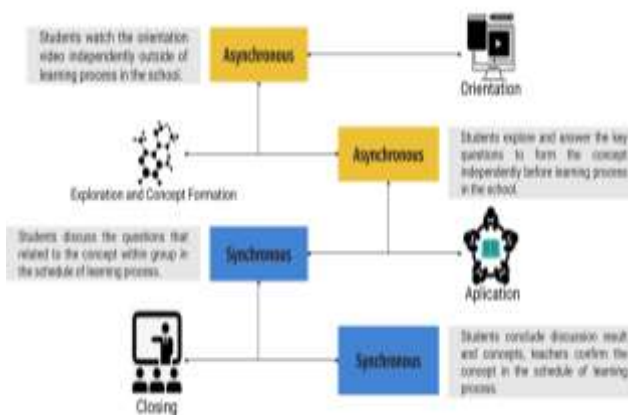 Students watch the orientation
video independently outside of
learning process in the school.
Asynchronous
Orientation
Exploration and Concept Formation
Asynchronous
Students explore and answer the key
questions to form the concept
independently before learning process
in the school.
Students discuss the questions that
related to the concept within group in
the schedule of learning process.
Synchronous
Aplication
Closing
Synchronous
Students conclude discussion result
and concepts, teachers confirm the
concept in the schedule of learning
process.